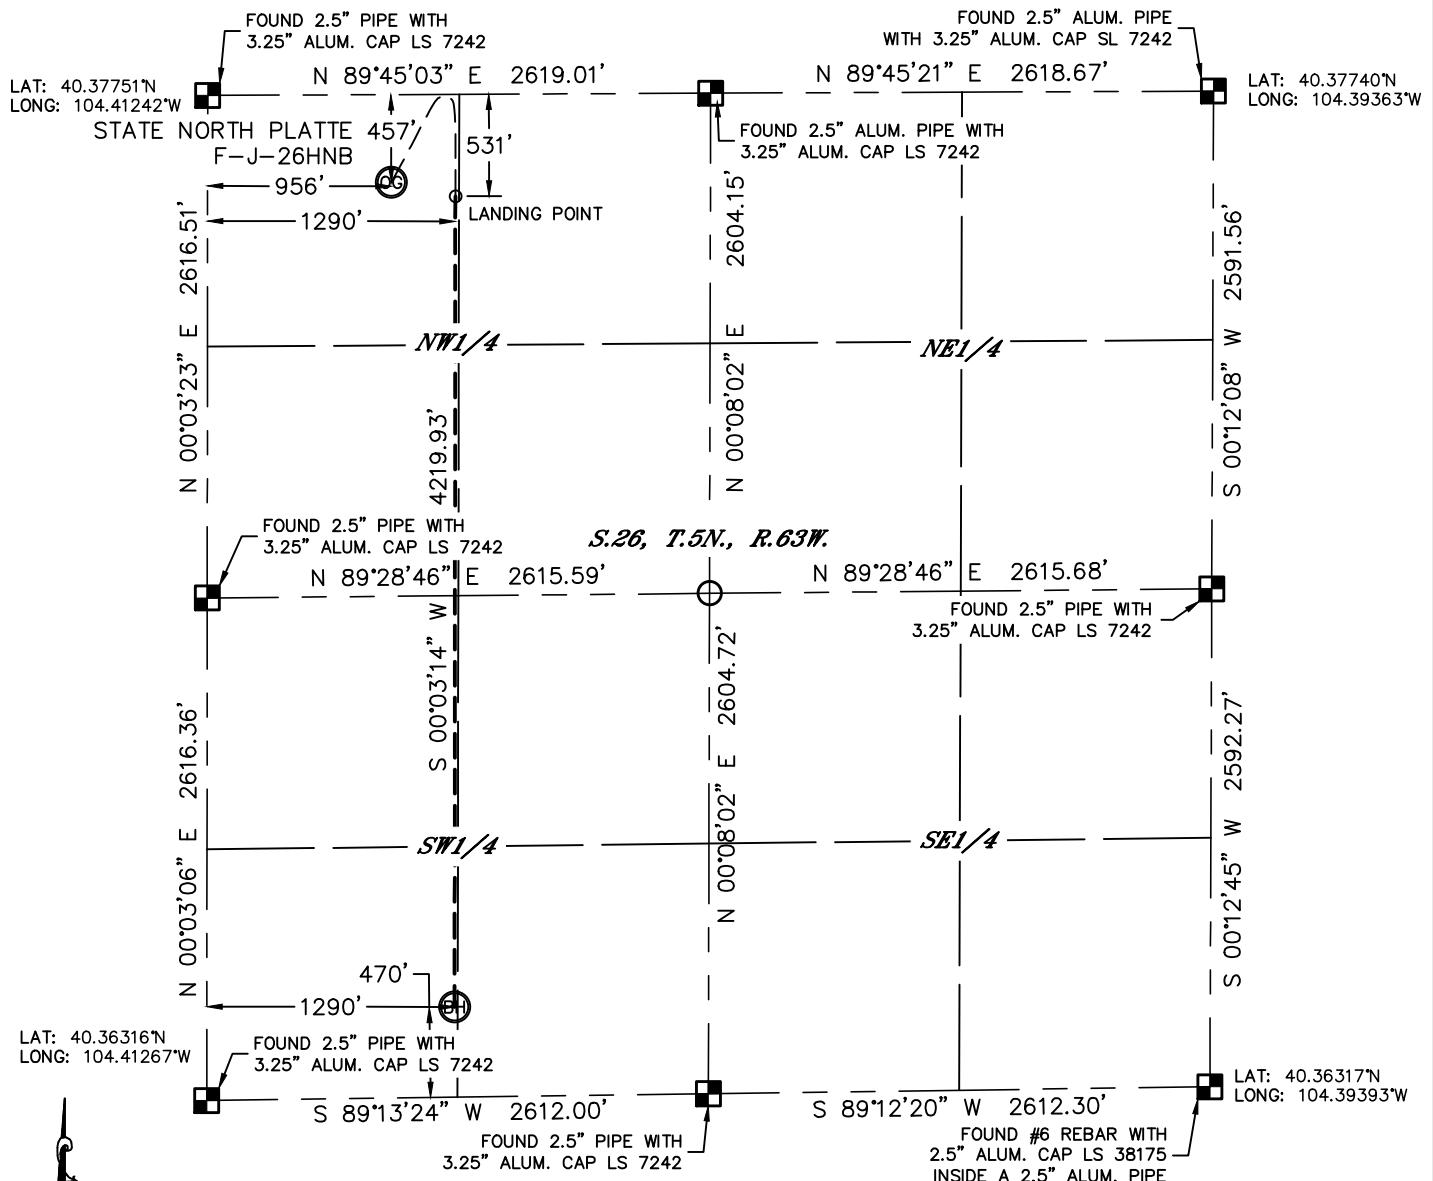 FOUND 2.5" PIPE WITH
3.25" ALUM. CAP LS 7242
FOUND 2.5" ALUM. PIPE
WITH 3.25" ALUM. CAP SL 7242
LAT: 40.37751°N
LONG: 104.41242°W
N 89°45'03" E 2619.01'
N 89°45'21" E 2618.67'
LAT: 40.37740°N
LONG: 104.39363°W
STATE NORTH PLATTE
F-J-26HNB
457'
531'
FOUND 2.5" ALUM. PIPE WITH
3.25" ALUM. CAP LS 7242
OG
956'
LANDING POINT
1290'
N 00°03'23" E 2616.51'
N 00°08'02" E 2604.15'
S 00°12'08" W 2591.56'
NW1/4
NE1/4
S 00°03'14" W 4219.93'
FOUND 2.5" PIPE WITH
3.25" ALUM. CAP LS 7242
S.26, T.5N., R.63W.
N 89°28'46" E 2615.59'
N 89°28'46" E 2615.68'
FOUND 2.5" PIPE WITH
3.25" ALUM. CAP LS 7242
N 00°03'06" E 2616.36'
N 00°08'02" E 2604.72'
S 00°12'45" W 2592.27'
SW1/4
SE1/4
470'
1290'
BH
LAT: 40.36316°N
LONG: 104.41267°W
FOUND 2.5" PIPE WITH
3.25" ALUM. CAP LS 7242
S 89°13'24" W 2612.00'
S 89°12'20" W 2612.30'
LAT: 40.36317°N
LONG: 104.39393°W
FOUND 2.5" PIPE WITH
3.25" ALUM. CAP LS 7242
FOUND #6 REBAR WITH
2.5" ALUM. CAP LS 38175
INSIDE A 2.5" ALUM. PIPE